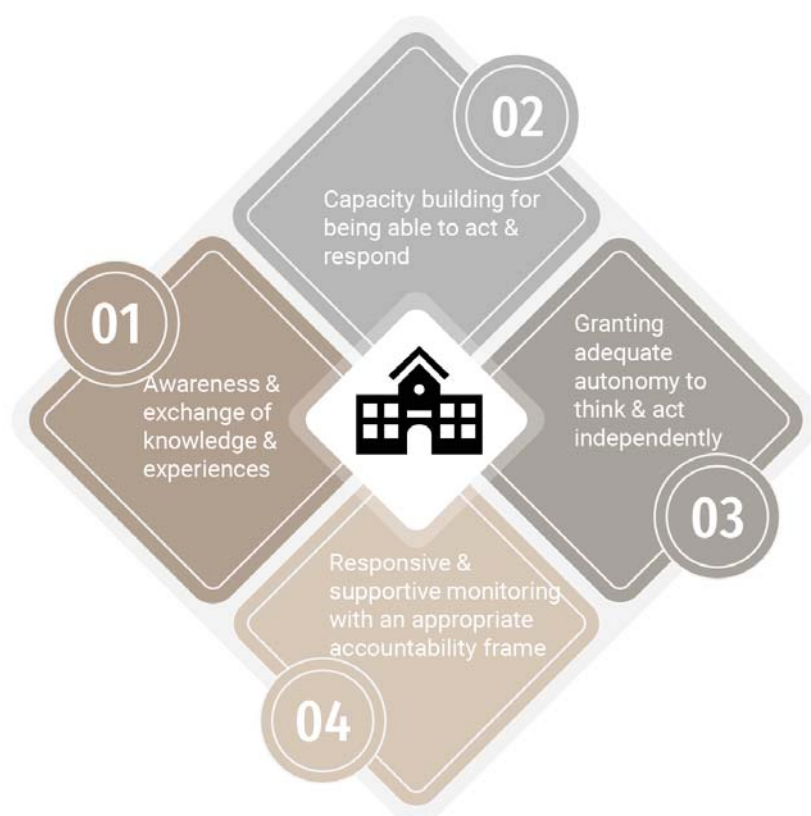 01
Awareness &
exchange of
knowledge &
experiences
02
Capacity building for
being able to act &
respond
Granting
adequate
autonomy to
think & act
independently
03
Responsive &
supportive monitoring
with an appropriate
accountability frame
04